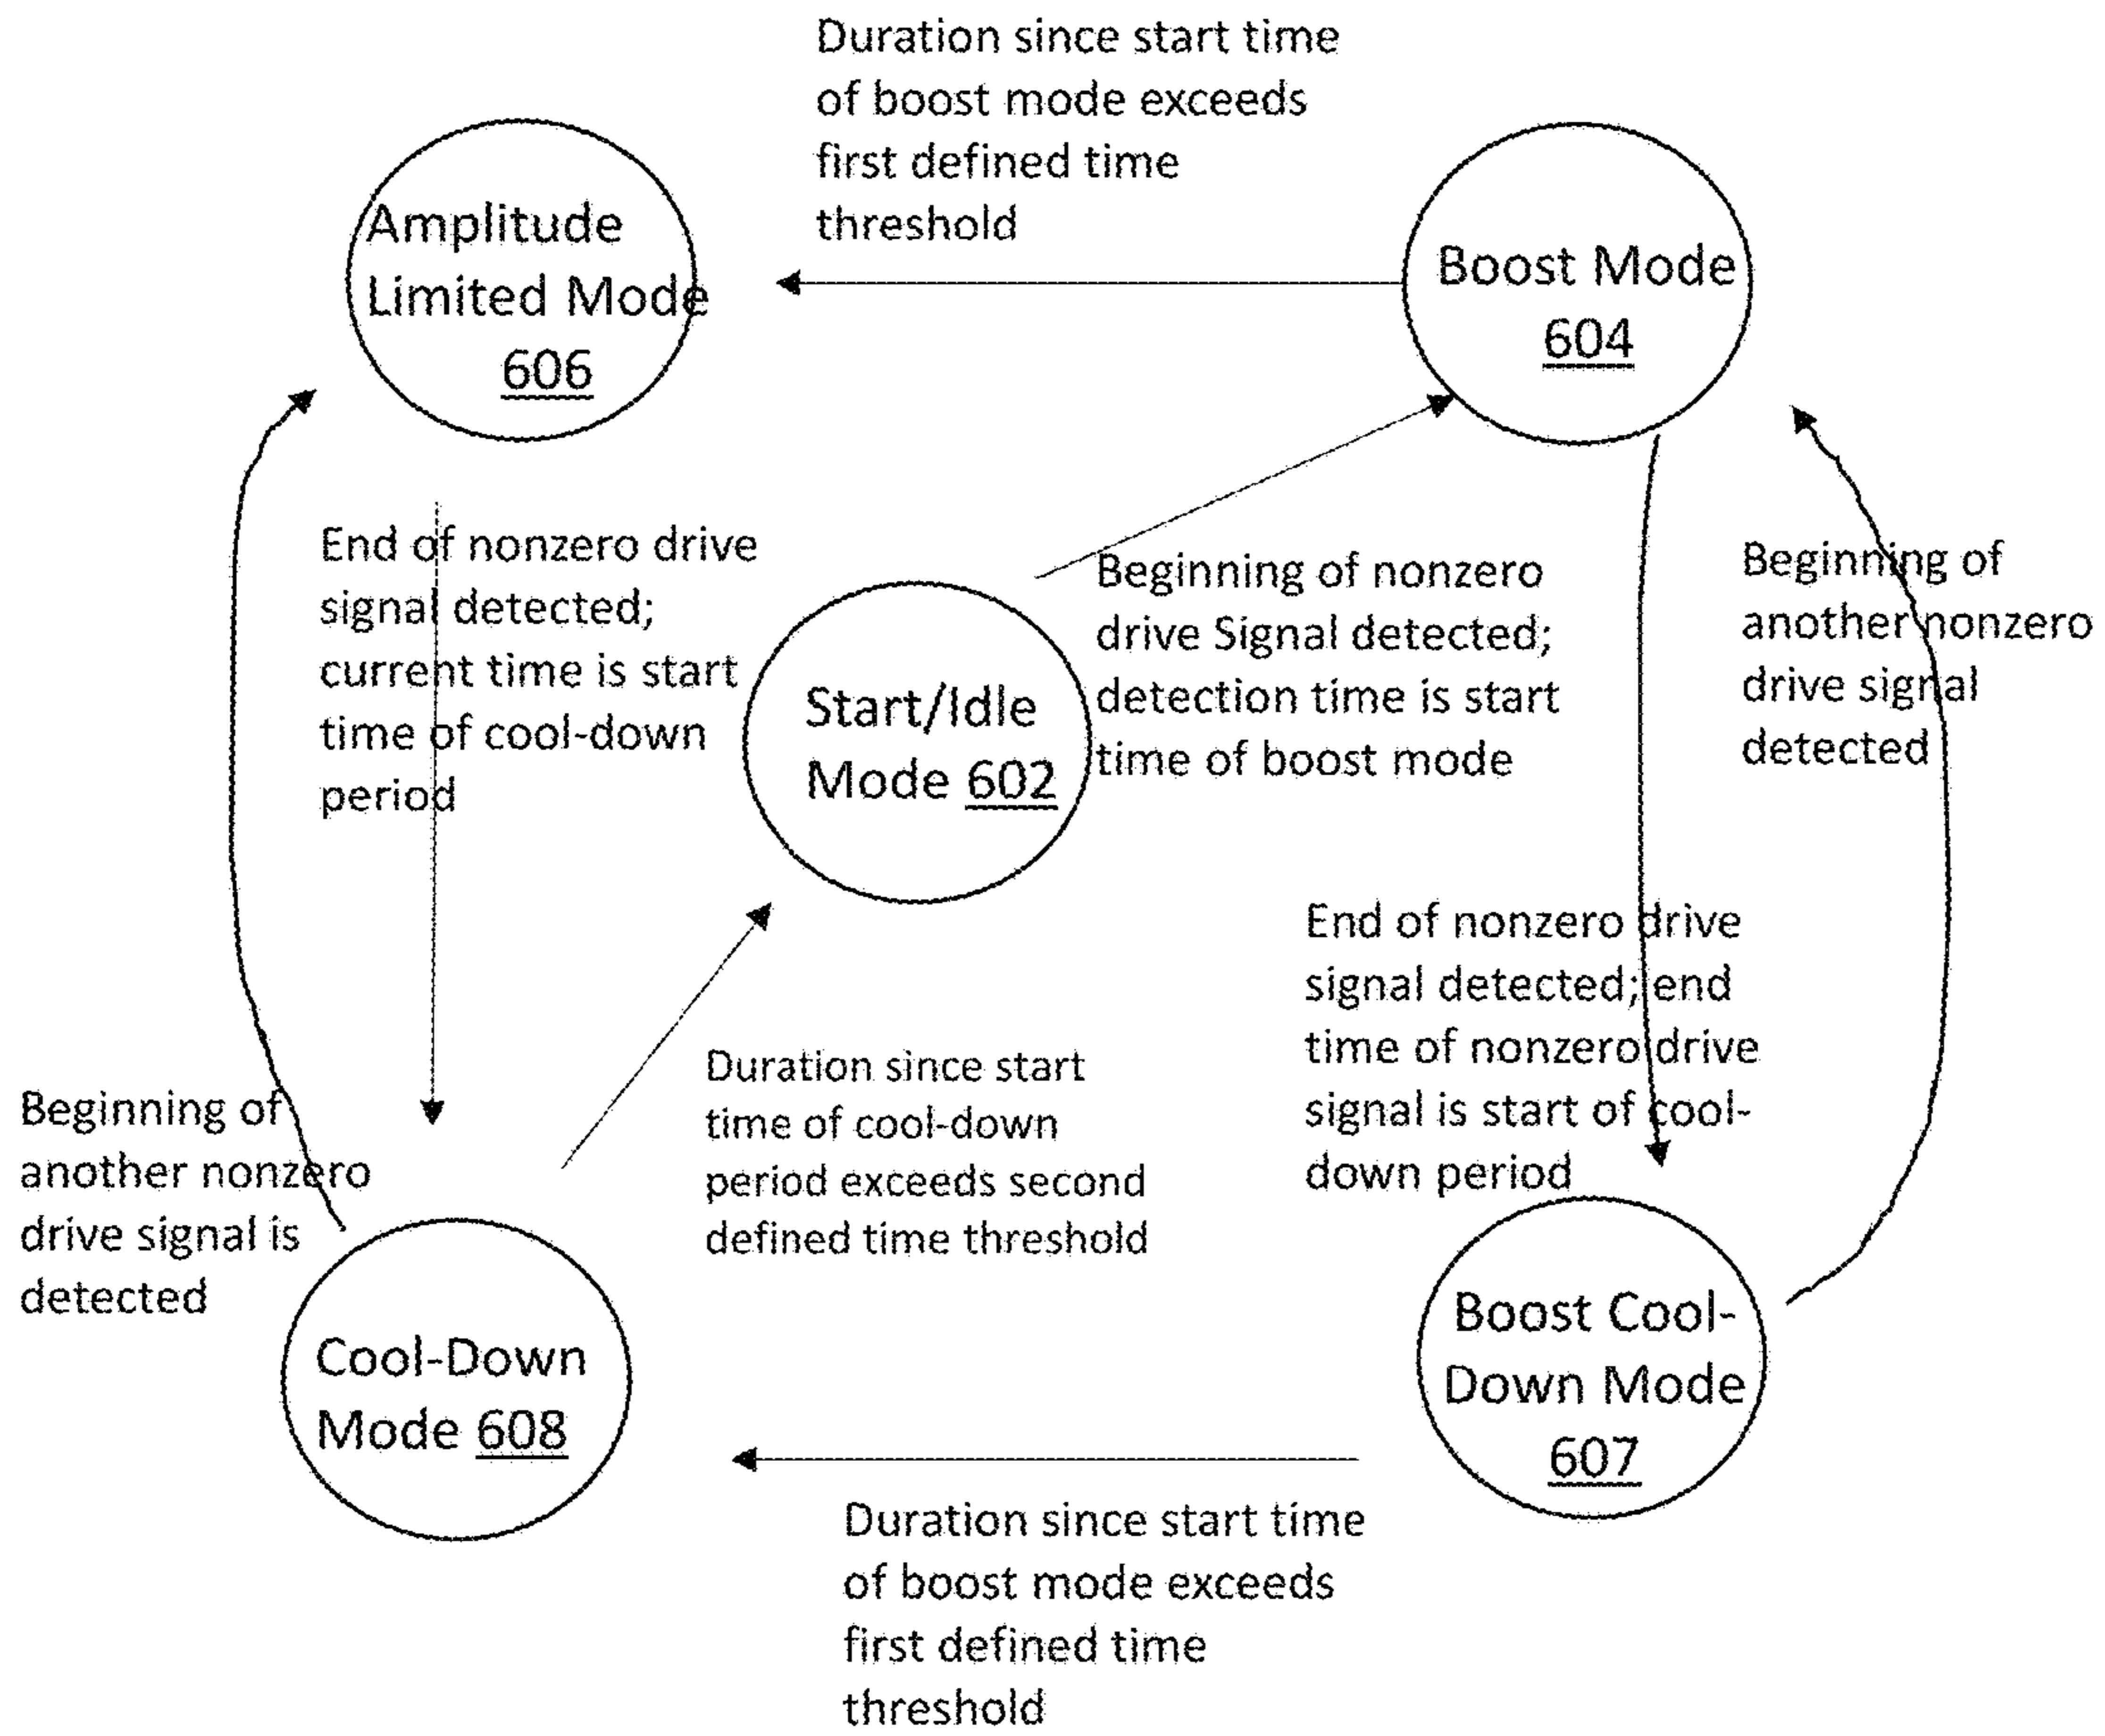 Duration since start time
of boost mode exceeds
first defined time
threshold
Amplitude
Limited Mode
606
Boost Mode
604
End of nonzero drive
signal detected;
current time is start
time of cool-down
period
Start/Idle
Mode 602
Beginning of nonzero
drive Signal detected;
detection time is start
time of boost mode
Beginning of
another nonzero
drive signal
detected
End of nonzero drive
signal detected; end
time of nonzero drive
signal is start of cool-
down period
Duration since start
time of cool-down
period exceeds second
defined time threshold
Beginning of
another nonzero
drive signal is
detected
Cool-Down
Mode 608
Boost Cool-
Down Mode
607
Duration since start time
of boost mode exceeds
first defined time
threshold